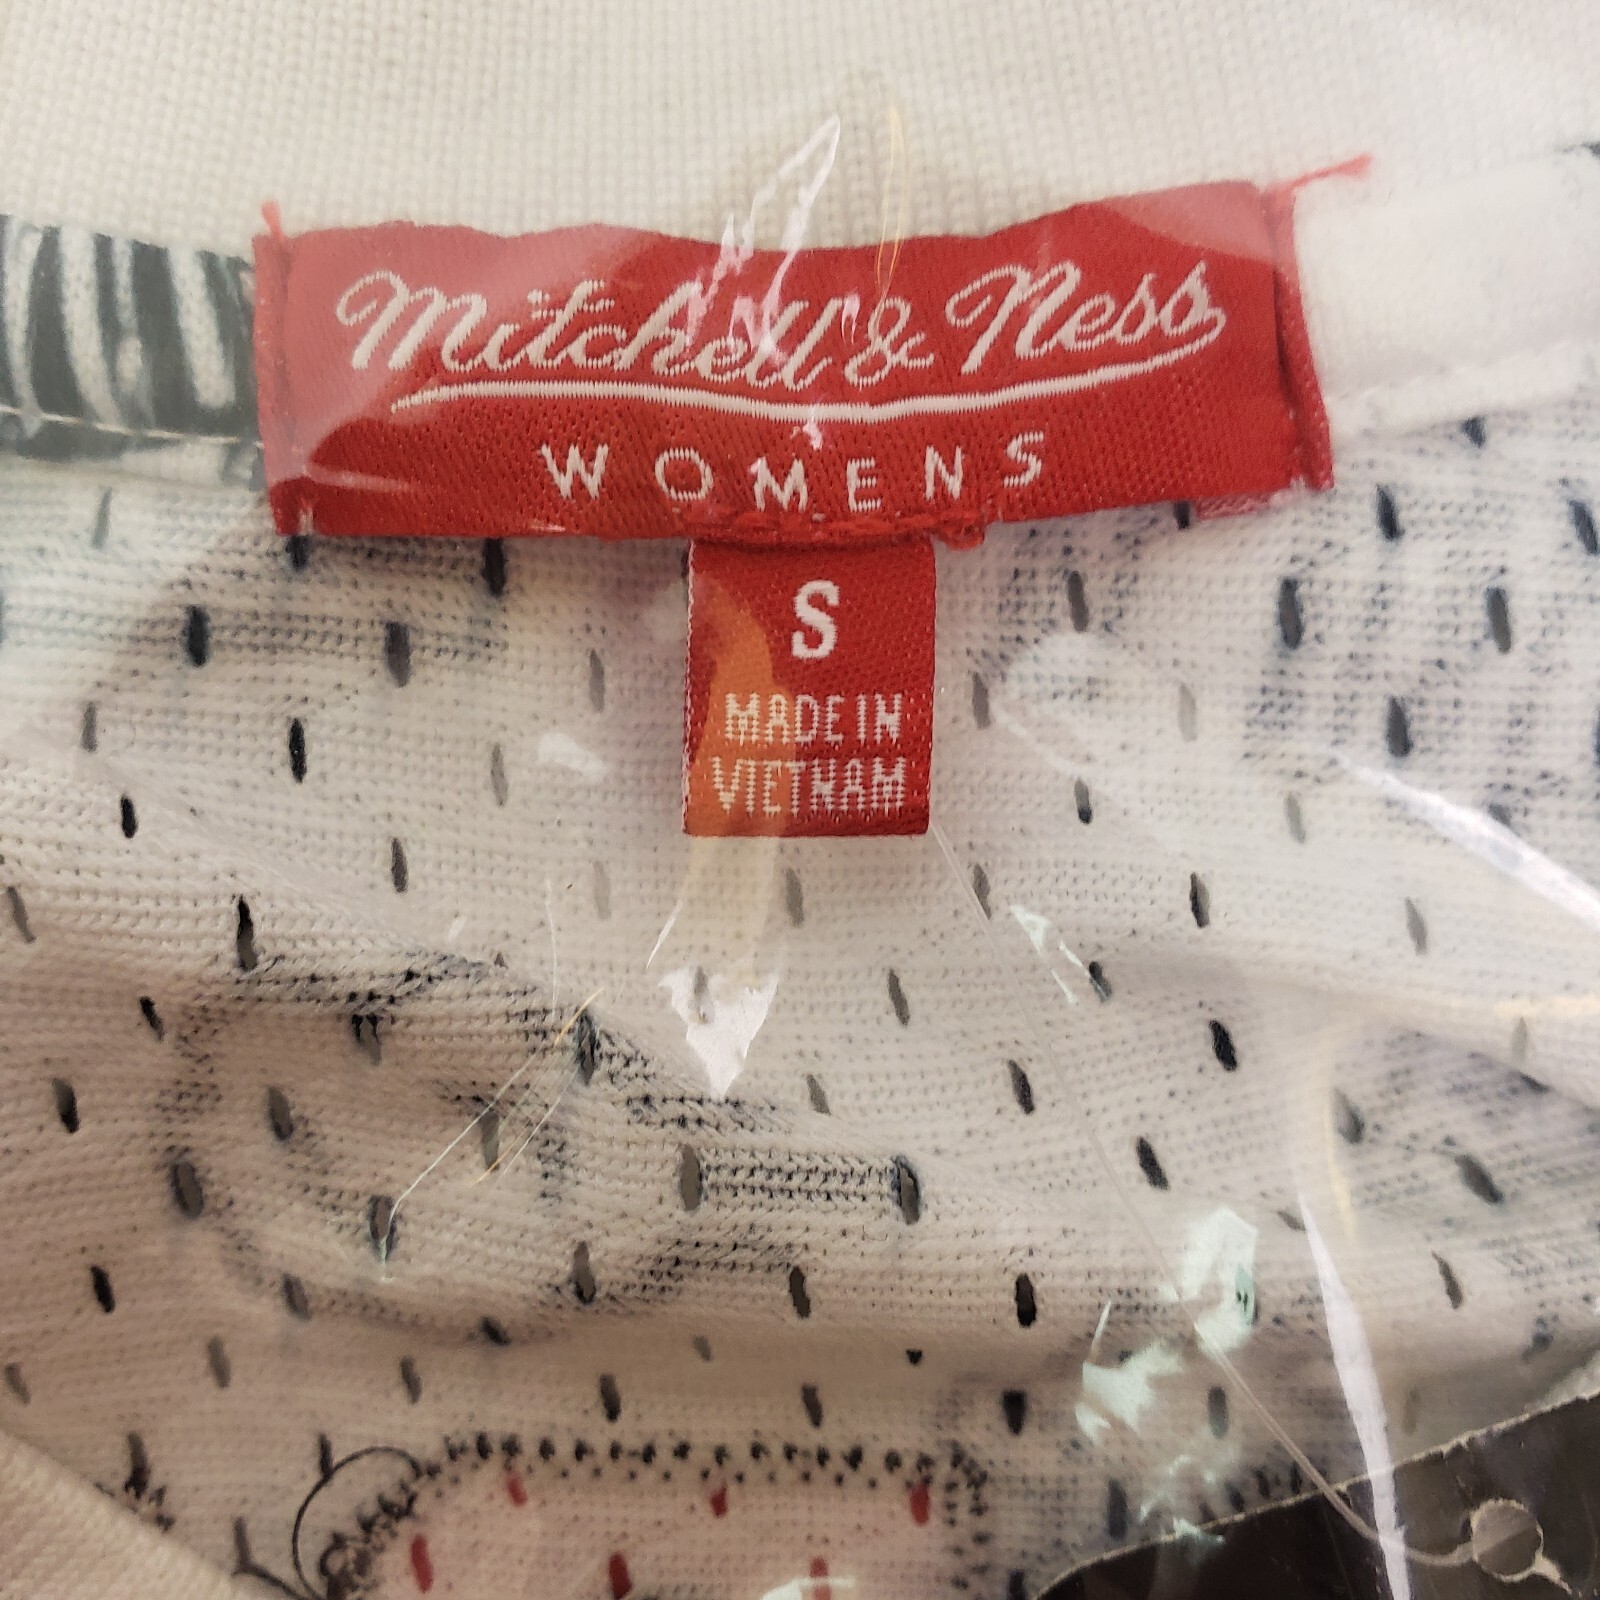 Mitchell & Ness
WOMENS
S
MADE IN
VIETNAM